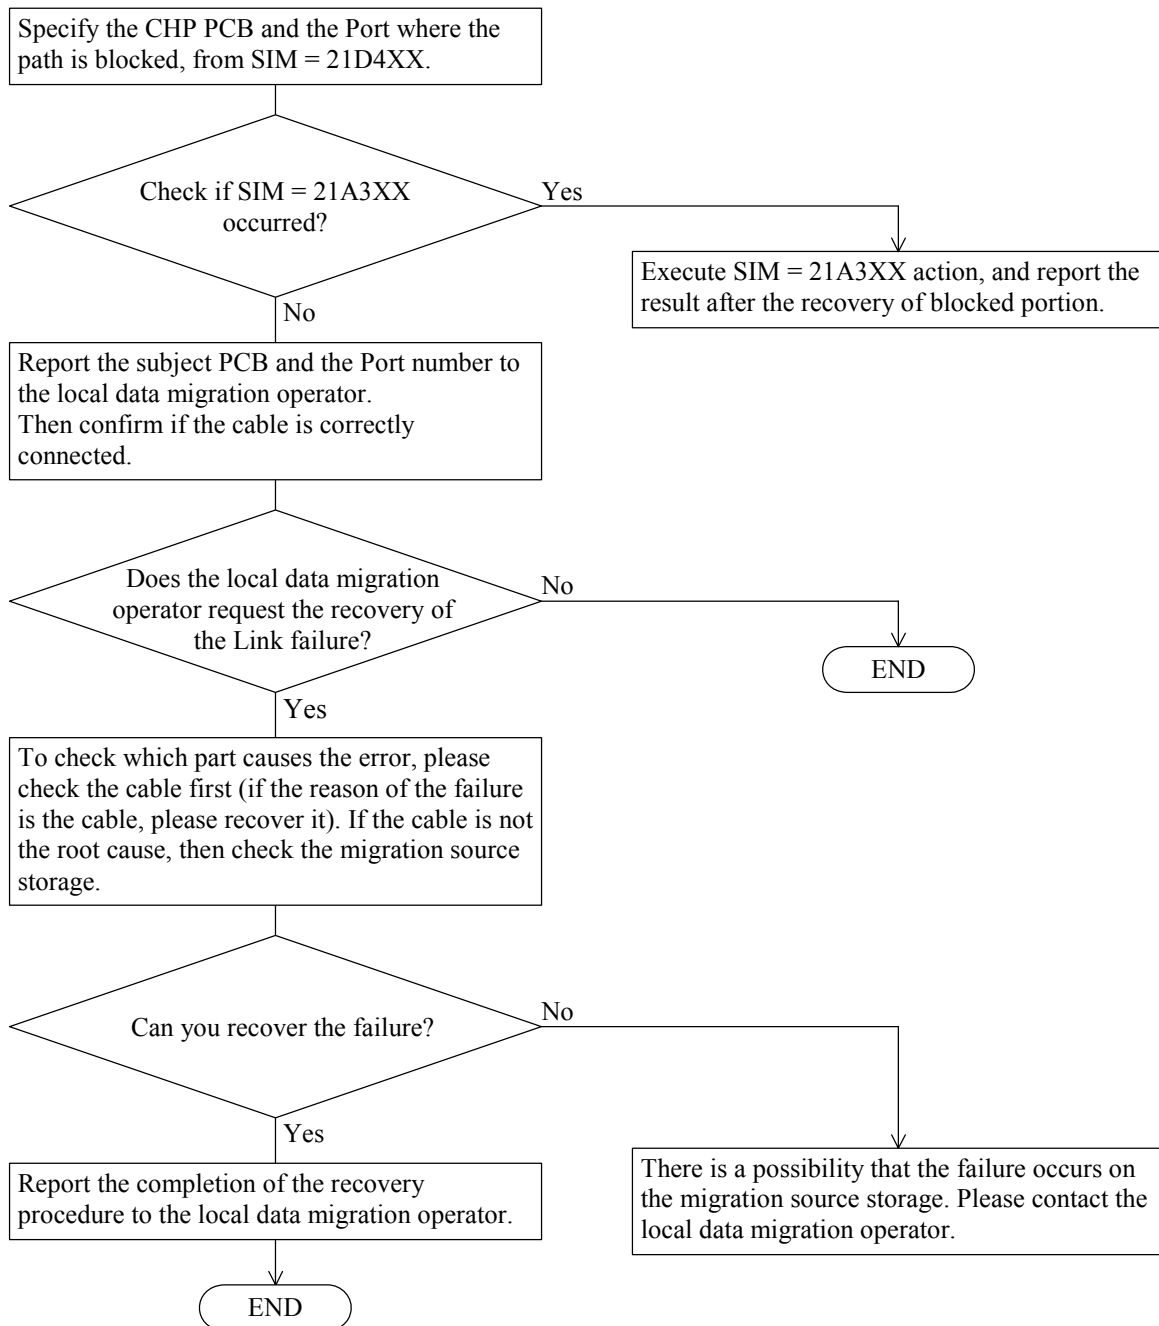 Specify the CHP PCB and the Port where the
path is blocked, from SIM = 21D4XX.
Check if SIM = 21A3XX
occurred?
Yes
Execute SIM = 21A3XX action, and report the
result after the recovery of blocked portion.
No
Report the subject PCB and the Port number to
the local data migration operator.
Then confirm if the cable is correctly
connected.
Does the local data migration
operator request the recovery of
the Link failure?
No
END
Yes
To check which part causes the error, please
check the cable first (if the reason of the failure
is the cable, please recover it). If the cable is not
the root cause, then check the migration source
storage.
Can you recover the failure?
No
Yes
Report the completion of the recovery
procedure to the local data migration operator.
There is a possibility that the failure occurs on
the migration source storage. Please contact the
local data migration operator.
END